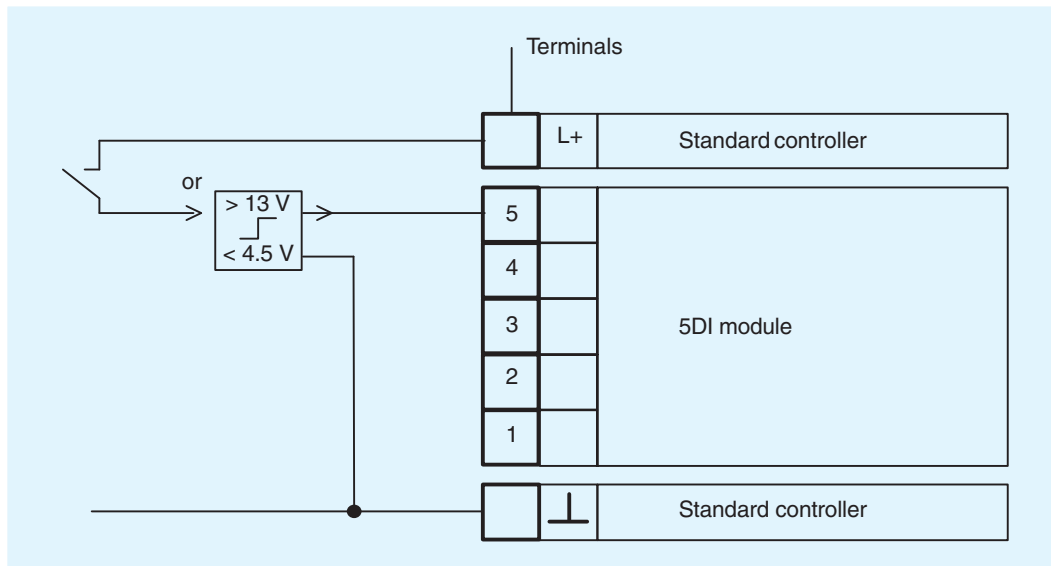 Terminals
L+
Standard controller
or
> 13 V
< 4.5 V
5
4
3
2
1
5DI module
Standard controller